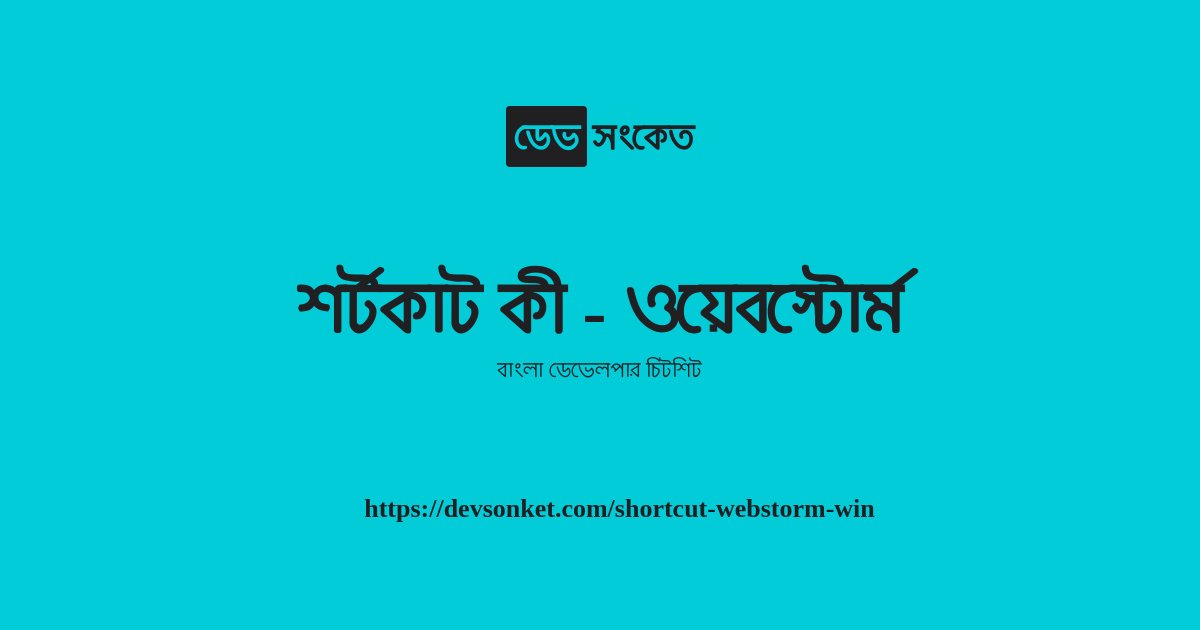 ডেভ সংকেত
শর্টকাট কী - ওয়েবস্টোর্ম
বাংলা ডেভেলপার চিটশিট
https://devsonket.com/shortcut-webstorm-win